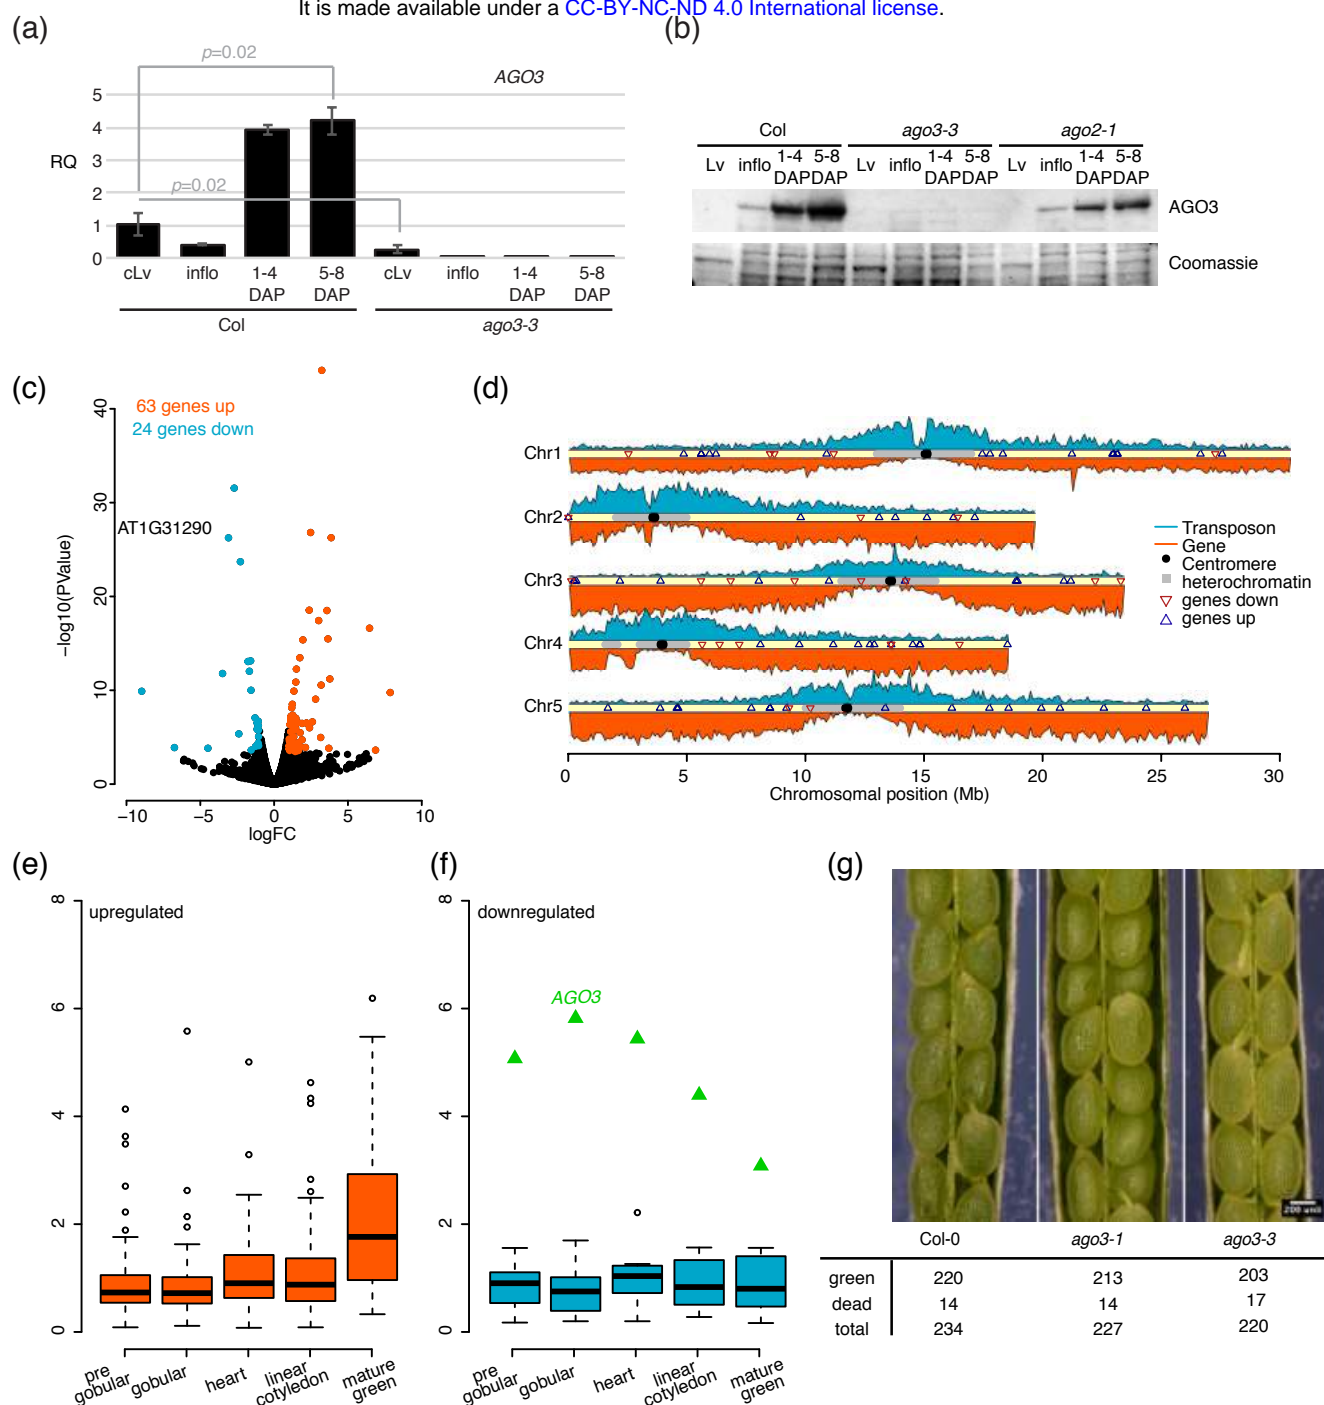 It is made available under a CC-BY-NC-ND 4.0 International license.
(a)
p=0.02
AGO3
5
4
3
2
1
0
RQ
p=0.02
cLv inflo 1-4 DAP 5-8 DAP cLv inflo 1-4 DAP 5-8 DAP
Col ago3-3
(b)
Col ago3-3 ago2-1
Lv inflo 1-4 DAP 5-8 DAP Lv inflo 1-4 DAP 5-8 DAP Lv inflo 1-4 DAP 5-8 DAP
AGO3
Coomassie
(c)
63 genes up
24 genes down
AT1G31290
40
30
20
10
0
−log10(PValue)
−10 −5 0 5 10
logFC
(d)
Chr1
Chr2
Chr3
Chr4
Chr5
Transposon
Gene
Centromere
heterochromatin
genes down
genes up
0 5 10 15 20 25 30
Chromosomal position (Mb)
(e)
upregulated
8
6
4
2
0
pre gobular
gobular
heart
linear cotyledon
mature green
(f)
downregulated
AGO3
8
6
4
2
0
pre gobular
gobular
heart
linear cotyledon
mature green
(g)
200 um
Col-0 ago3-1 ago3-3
green 220 213 203
dead 14 14 17
total 234 227 220